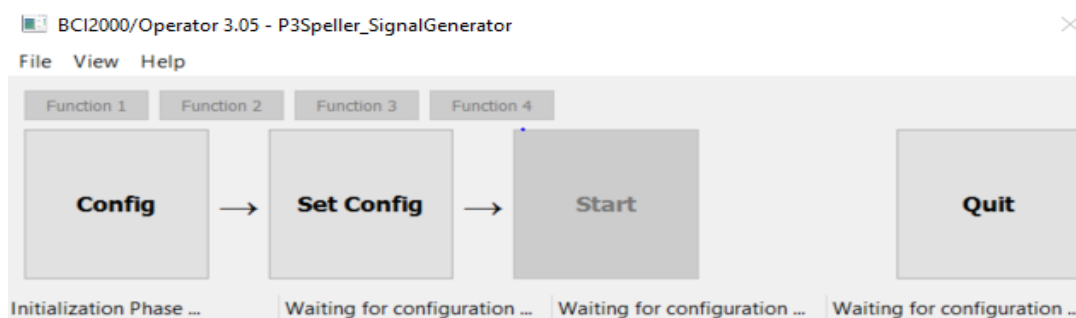 BCI2000/Operator 3.05 - P3Speller_SignalGenerator
File View Help
Function 1 Function 2 Function 3 Function 4
Config → Set Config → Start Quit
Initialization Phase ... Waiting for configuration ... Waiting for configuration ... Waiting for configuration ...